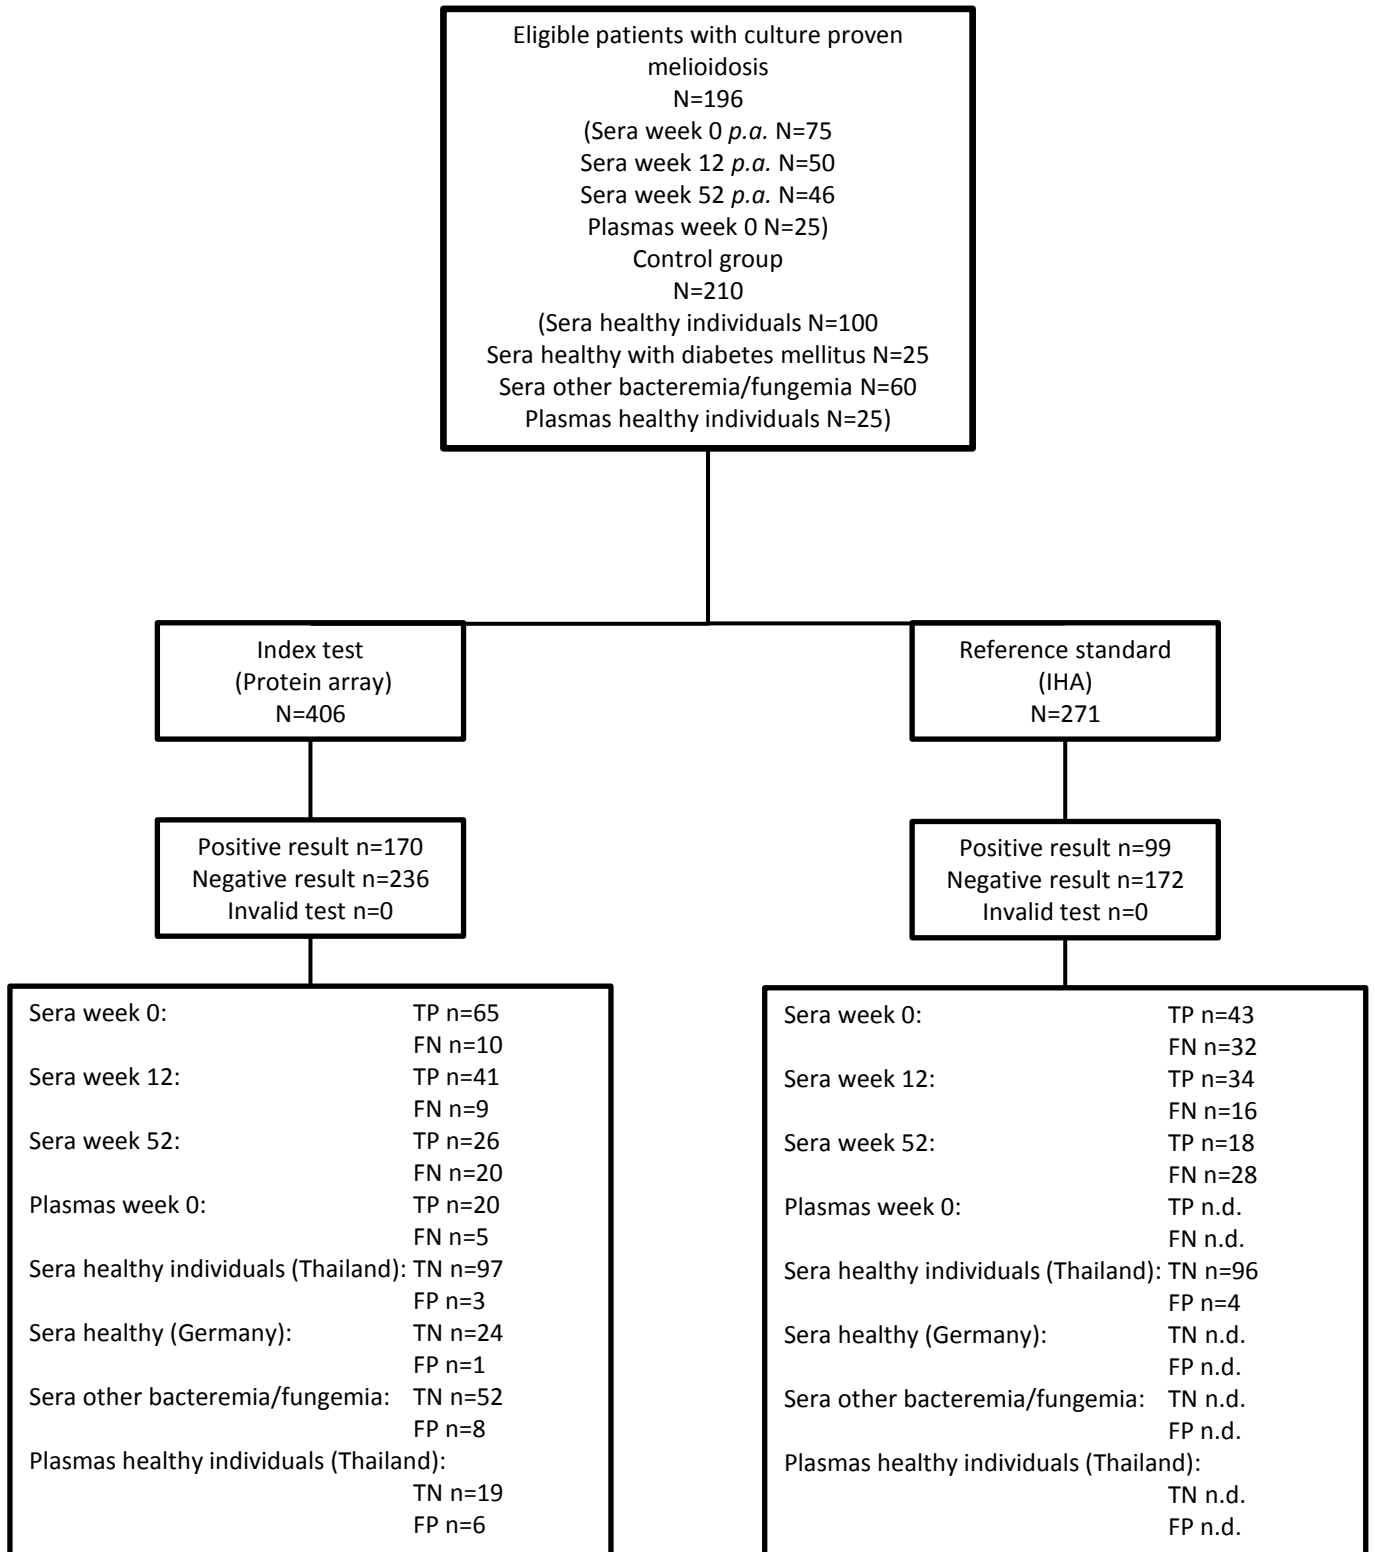 Eligible patients with culture proven
melioidosis
N=196
(Sera week 0 p.a. N=75
Sera week 12 p.a. N=50
Sera week 52 p.a. N=46
Plasmas week 0 N=25)
Control group
N=210
(Sera healthy individuals N=100
Sera healthy with diabetes mellitus N=25
Sera other bacteremia/fungemia N=60
Plasmas healthy individuals N=25)
Index test
(Protein array)
N=406
Reference standard
(IHA)
N=271
Positive result n=170
Negative result n=236
Invalid test n=0
Positive result n=99
Negative result n=172
Invalid test n=0
Sera week 0: TP n=65
FN n=10
Sera week 12: TP n=41
FN n=9
Sera week 52: TP n=26
FN n=20
Plasmas week 0: TP n=20
FN n=5
Sera healthy individuals (Thailand): TN n=97
FP n=3
Sera healthy (Germany): TN n=24
FP n=1
Sera other bacteremia/fungemia: TN n=52
FP n=8
Plasmas healthy individuals (Thailand):
TN n=19
FP n=6
Sera week 0: TP n=43
FN n=32
Sera week 12: TP n=34
FN n=16
Sera week 52: TP n=18
FN n=28
Plasmas week 0: TP n.d.
FN n.d.
Sera healthy individuals (Thailand): TN n=96
FP n=4
Sera healthy (Germany): TN n.d.
FP n.d.
Sera other bacteremia/fungemia: TN n.d.
FP n.d.
Plasmas healthy individuals (Thailand):
TN n.d.
FP n.d.